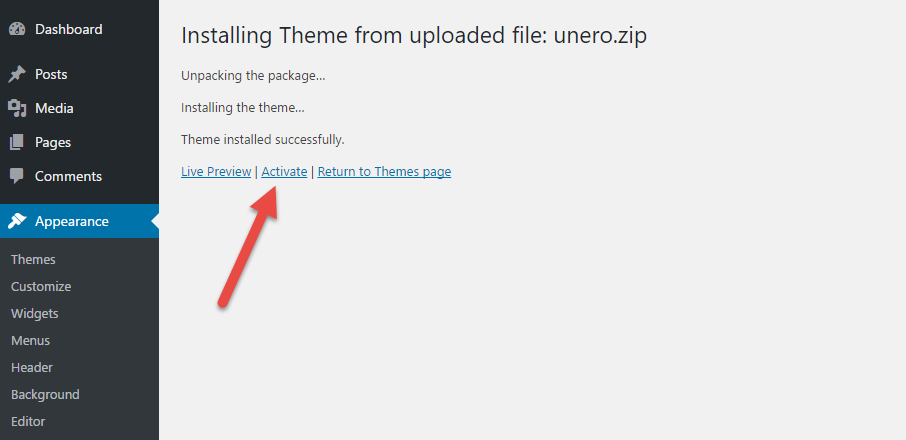 Dashboard
Posts
Media
Pages
Comments
Appearance
Themes
Customize
Widgets
Menus
Header
Background
Editor
Installing Theme from uploaded file: unero.zip
Unpacking the package…
Installing the theme…
Theme installed successfully.
Live Preview | Activate | Return to Themes page